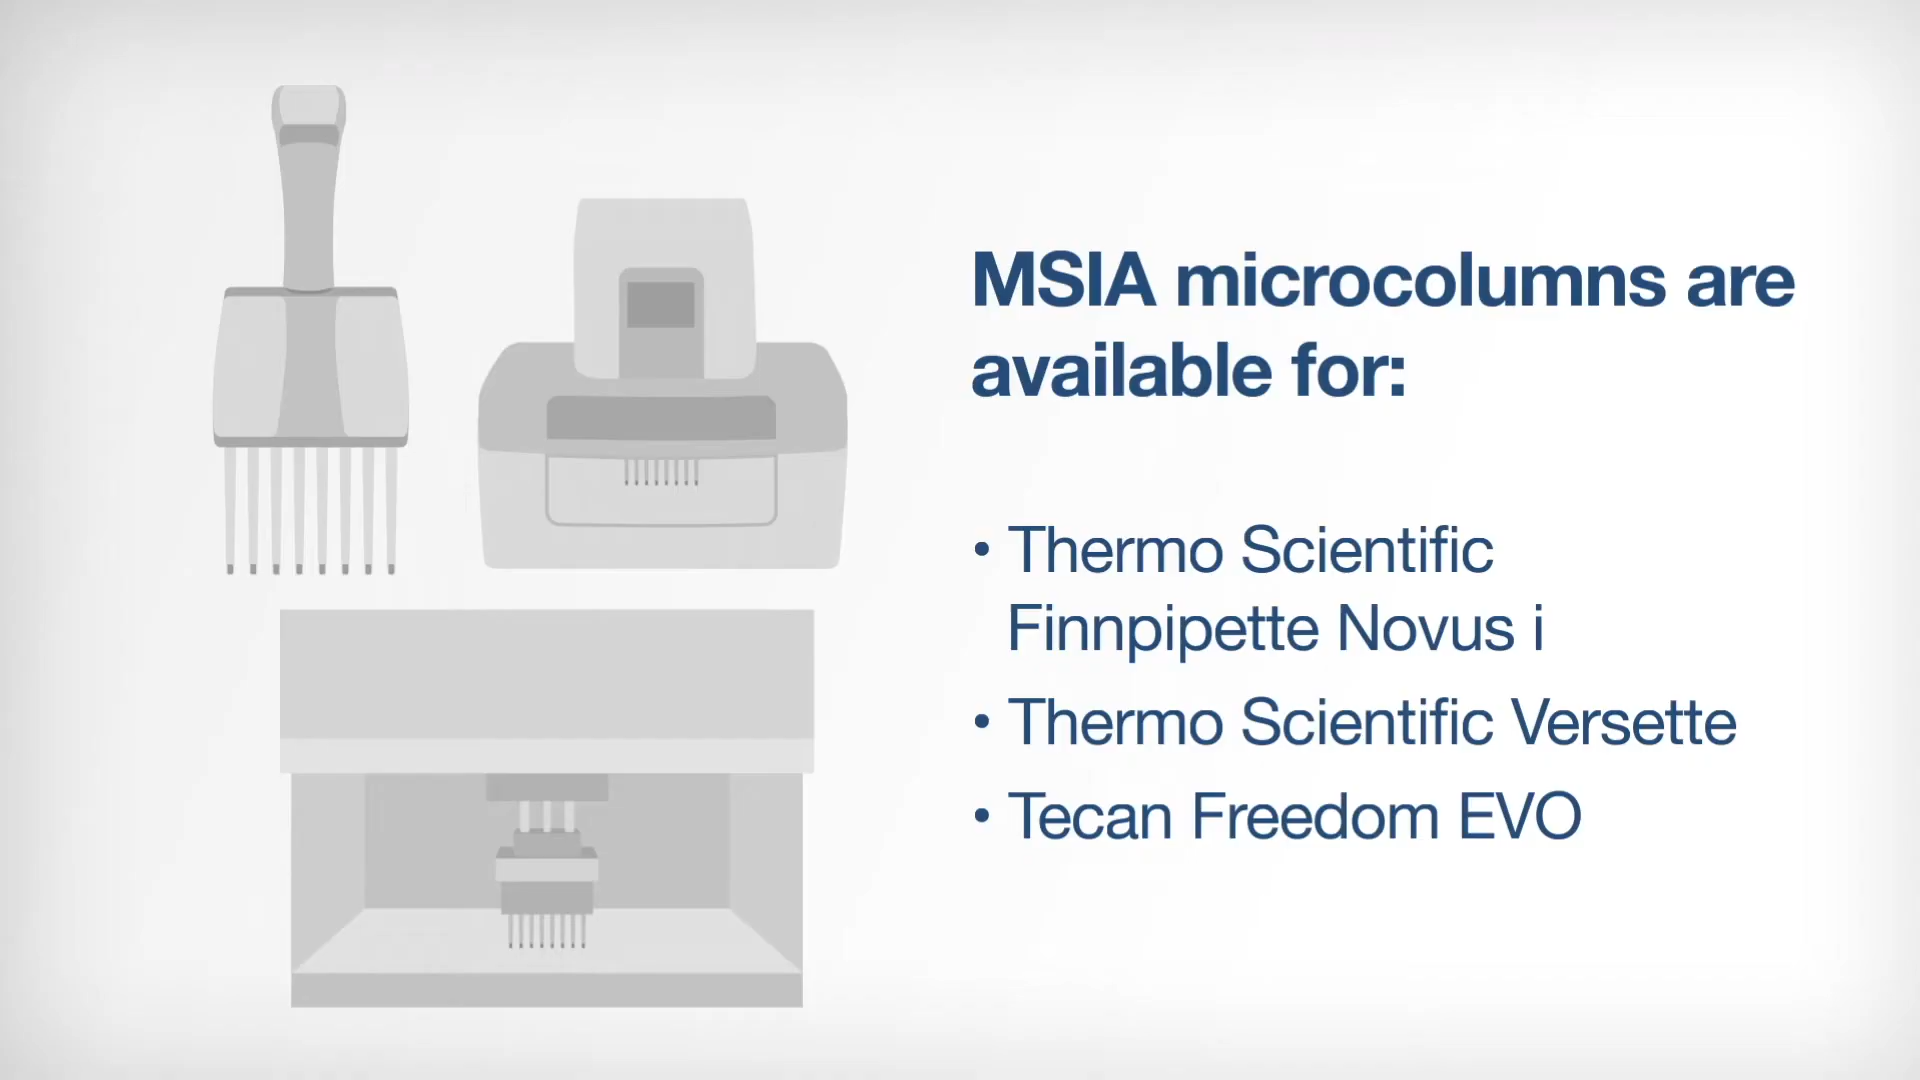 MSIA microcolumns are
available for:
• Thermo Scientific
Finnpipette Novus i
• Thermo Scientific Versette
• Tecan Freedom EVO